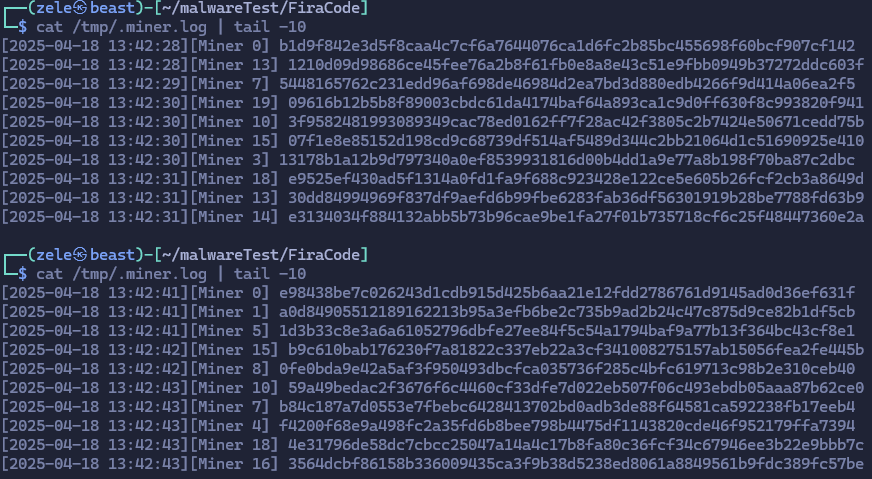 ┌──(zele㉿beast)-[~/malwareTest/FiraCode]
└─$ cat /tmp/.miner.log | tail -10
[2025-04-18 13:42:28][Miner 0] b1d9f842e3d5f8caa4c7cf6a7644076ca1d6fc2b85bc455698f60bcf907cf142
[2025-04-18 13:42:28][Miner 13] 1210d09d98686ce45fee76a2b8f61fb0e8a8e43c51e9fbb0949b37272ddc603f
[2025-04-18 13:42:29][Miner 7] 5448165762c231edd96af698de46984d2ea7bd3d880edb4266f9d414a06ea2f5
[2025-04-18 13:42:30][Miner 19] 09616b12b5b8f89003cbdc61da4174baf64a893ca1c9d0ff630f8c993820f941
[2025-04-18 13:42:30][Miner 10] 3f9582481993089349cac78ed0162ff7f28ac42f3805c2b7424e50671cedd75b
[2025-04-18 13:42:30][Miner 15] 07f1e8e85152d198cd9c68739df514af5489d344c2bb21064d1c51690925e410
[2025-04-18 13:42:30][Miner 3] 13178b1a12b9d797340a0ef8539931816d00b4dd1a9e77a8b198f70ba87c2dbc
[2025-04-18 13:42:31][Miner 18] e9525ef430ad5f1314a0fd1fa9f688c923428e122ce5e605b26fcf2cb3a8649d
[2025-04-18 13:42:31][Miner 13] 30dd84994969f837df9aefd6b99fbe6283fab36df56301919b28be7788fd63b9
[2025-04-18 13:42:31][Miner 14] e3134034f884132abb5b73b96cae9be1fa27f01b735718cf6c25f48447360e2a
┌──(zele㉿beast)-[~/malwareTest/FiraCode]
└─$ cat /tmp/.miner.log | tail -10
[2025-04-18 13:42:41][Miner 0] e98438be7c026243d1cdb915d425b6aa21e12fdd2786761d9145ad0d36ef631f
[2025-04-18 13:42:41][Miner 1] a0d84905512189162213b95a3efb6be2c735b9ad2b24c47c875d9ce82b1df5cb
[2025-04-18 13:42:41][Miner 5] 1d3b33c8e3a6a61052796dbfe27ee84f5c54a1794baf9a77b13f364bc43cf8e1
[2025-04-18 13:42:42][Miner 15] b9c610bab176230f7a81822c337eb22a3cf341008275157ab15056fea2fe445b
[2025-04-18 13:42:42][Miner 8] 0fe0bda9e42a5af3f950493dbcfca035736f285c4bfc619713c98b2e310ceb40
[2025-04-18 13:42:43][Miner 10] 59a49bedac2f3676f6c4460cf33dfe7d022eb507f06c493ebdb05aaa87b62ce0
[2025-04-18 13:42:43][Miner 7] b84c187a7d0553e7fbebc6428413702bd0adb3de88f64581ca592238fb17eeb4
[2025-04-18 13:42:43][Miner 4] f4200f68e9a498fc2a35fd6b8bee798b4475df1143820cde46f952179ffa7394
[2025-04-18 13:42:43][Miner 18] 4e31796de58dc7cbcc25047a14a4c17b8fa80c36fcf34c67946ee3b22e9bbb7c
[2025-04-18 13:42:43][Miner 16] 3564dcbf86158b336009435ca3f9b38d5238ed8061a8849561b9fdc389fc57be